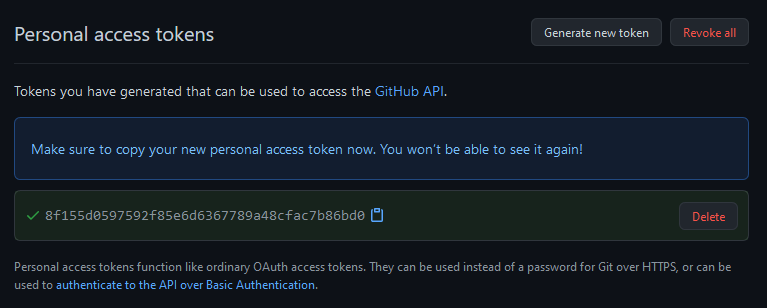 Personal access tokens
Generate new token
Revoke all
Tokens you have generated that can be used to access the GitHub API.
Make sure to copy your new personal access token now. You won't be able to see it again!
8f155d0597592f85e6d6367789a48cfac7b86bd0
Delete
Personal access tokens function like ordinary OAuth access tokens. They can be used instead of a password for Git over HTTPS, or can be
used to authenticate to the API over Basic Authentication.